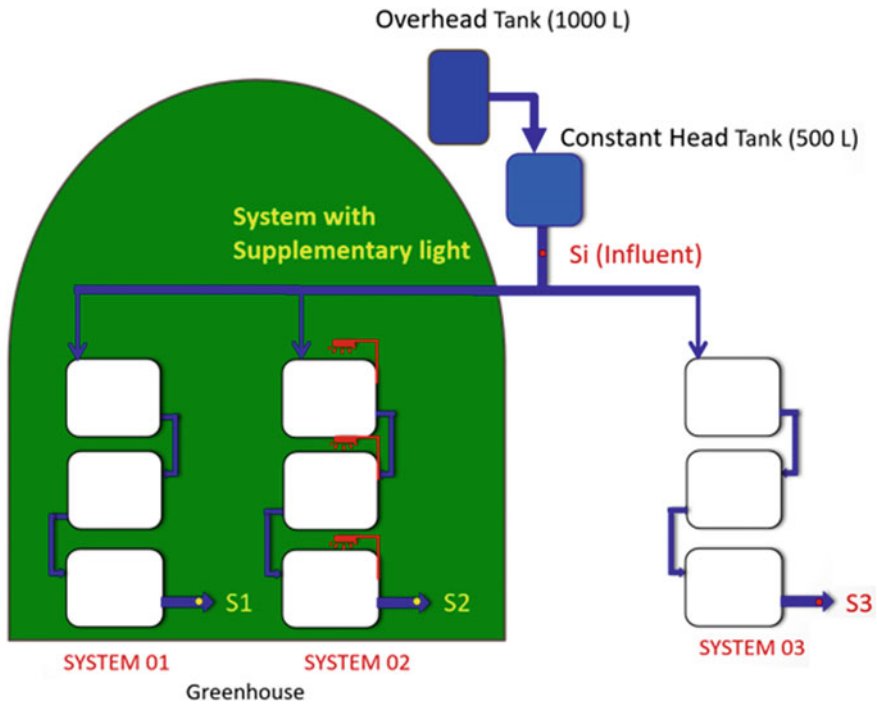 Overhead Tank (1000 L)
Constant Head Tank (500 L)
System with
Supplementary light
Si (Influent)
S1
S2
S3
SYSTEM 01
SYSTEM 02
SYSTEM 03
Greenhouse